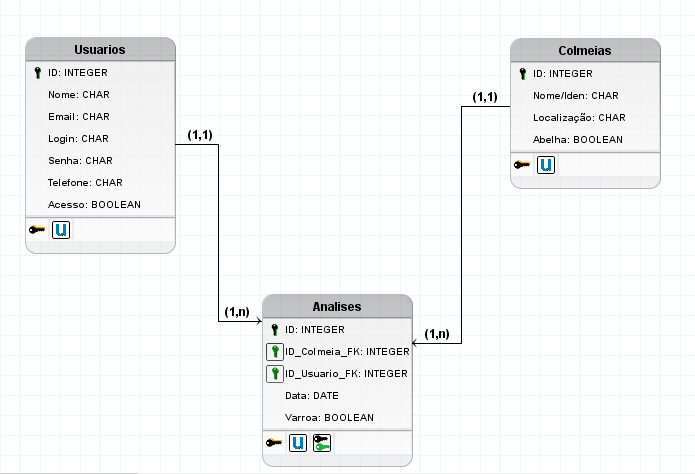 Usuarios
ID: INTEGER
Nome: CHAR
Email: CHAR
Login: CHAR
Senha: CHAR
Telefone: CHAR
Acesso: BOOLEAN
U
(1,1)
(1,n)
Colmeias
ID: INTEGER
Nome/Iden: CHAR
Localização: CHAR
Abelha: BOOLEAN
U
(1,1)
(1,n)
Analises
ID: INTEGER
ID_Colmeia_FK: INTEGER
ID_Usuario_FK: INTEGER
Data: DATE
Varroa: BOOLEAN
U